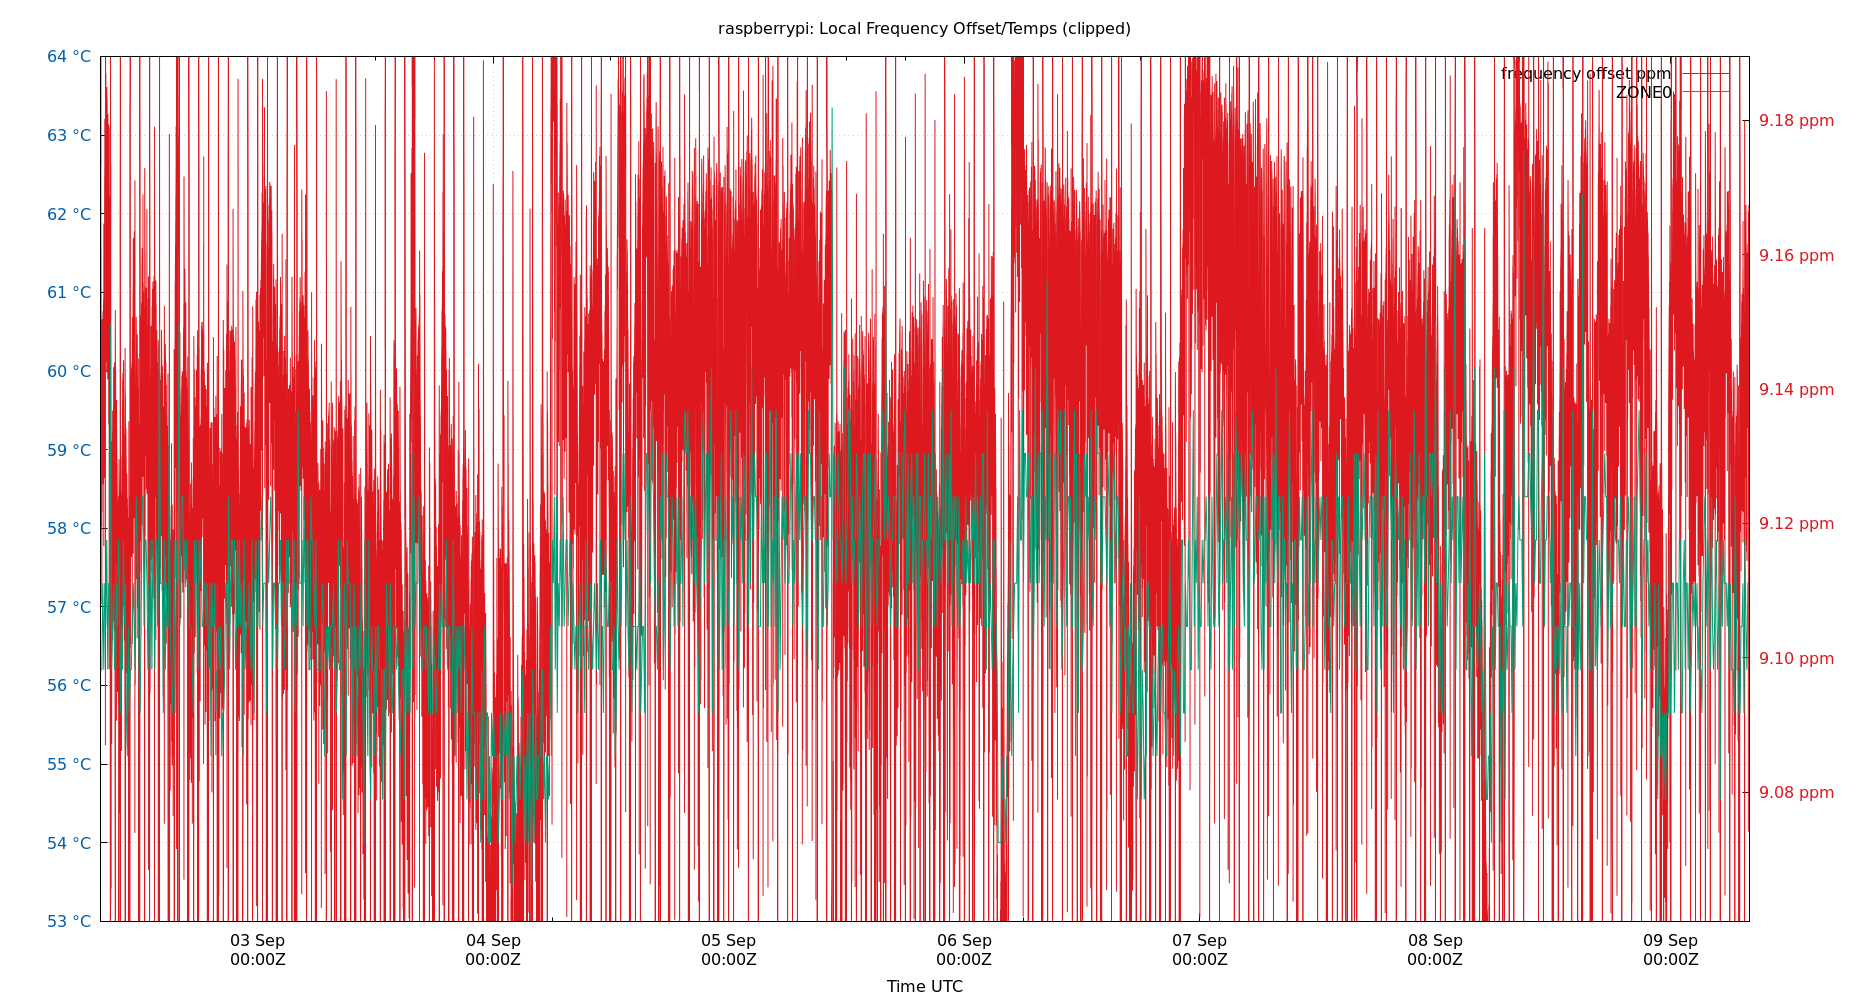 raspberrypi: Local Frequency Offset/Temps (clipped)
64 °C
63 °C
62 °C
61 °C
60 °C
59 °C
58 °C
57 °C
56 °C
55 °C
54 °C
53 °C
frequency offset ppm
ZONE0
9.18 ppm
9.16 ppm
9.14 ppm
9.12 ppm
9.10 ppm
9.08 ppm
03 Sep
00:00Z
04 Sep
00:00Z
05 Sep
00:00Z
06 Sep
00:00Z
07 Sep
00:00Z
08 Sep
00:00Z
09 Sep
00:00Z
Time UTC